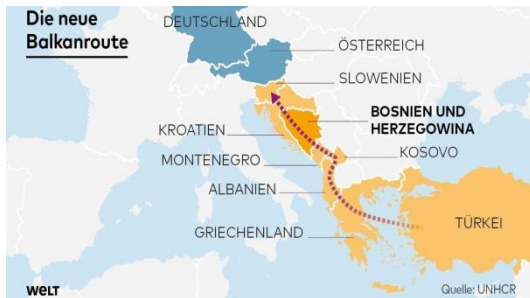 Die neue
Balkanroute
DEUTSCHLAND
ÖSTERREICH
SLOWENIEN
BOSNIEN UND
HERZEGOWINA
KROATIEN
KOSOVO
MONTENEGRO
ALBANIEN
TÜRKEI
GRIECHENLAND
WELT
Quelle: UNHCR